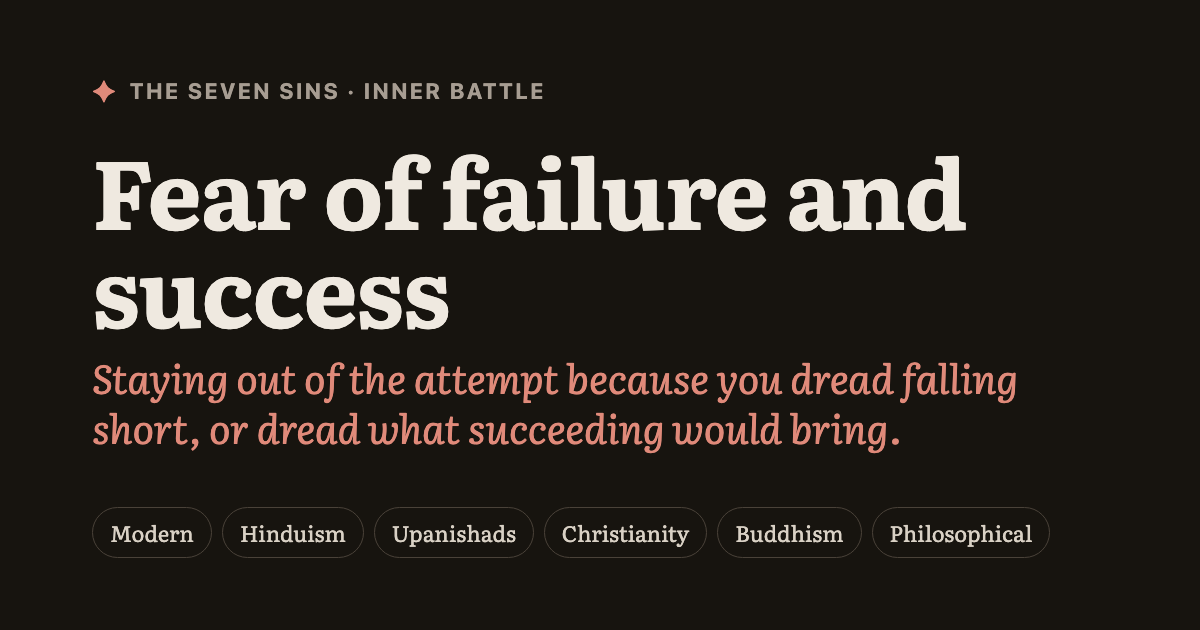 THE SEVEN SINS · INNER BATTLE
Fear of failure and
success
Staying out of the attempt because you dread falling
short, or dread what succeeding would bring.
Modern Hinduism Upanishads Christianity Buddhism Philosophical